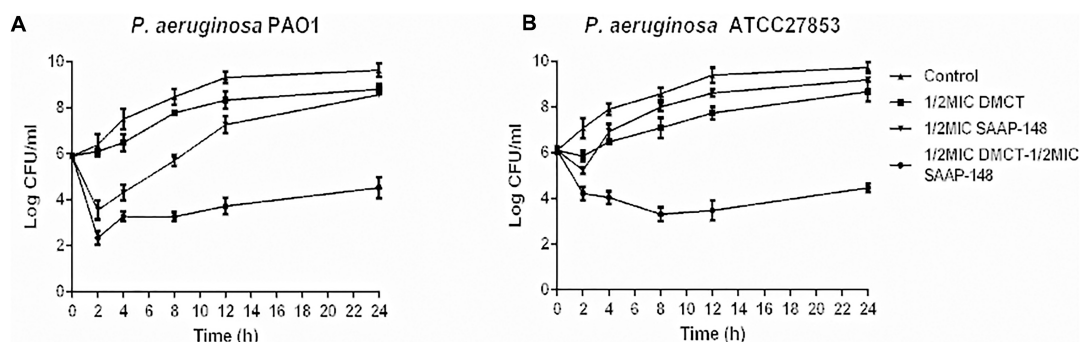 A
P. aeruginosa PAO1
10
8
6
4
2
0
Log CFU/ml
0 2 4 6 8 10 12 14 16 18 20 22 24
Time (h)
B
P. aeruginosa ATCC27853
10
8
6
4
2
0
Log CFU/ml
0 2 4 6 8 10 12 14 16 18 20 22 24
Time (h)
Control
1/2MIC DMCT
1/2MIC SAAP-148
1/2MIC DMCT-1/2MIC
SAAP-148